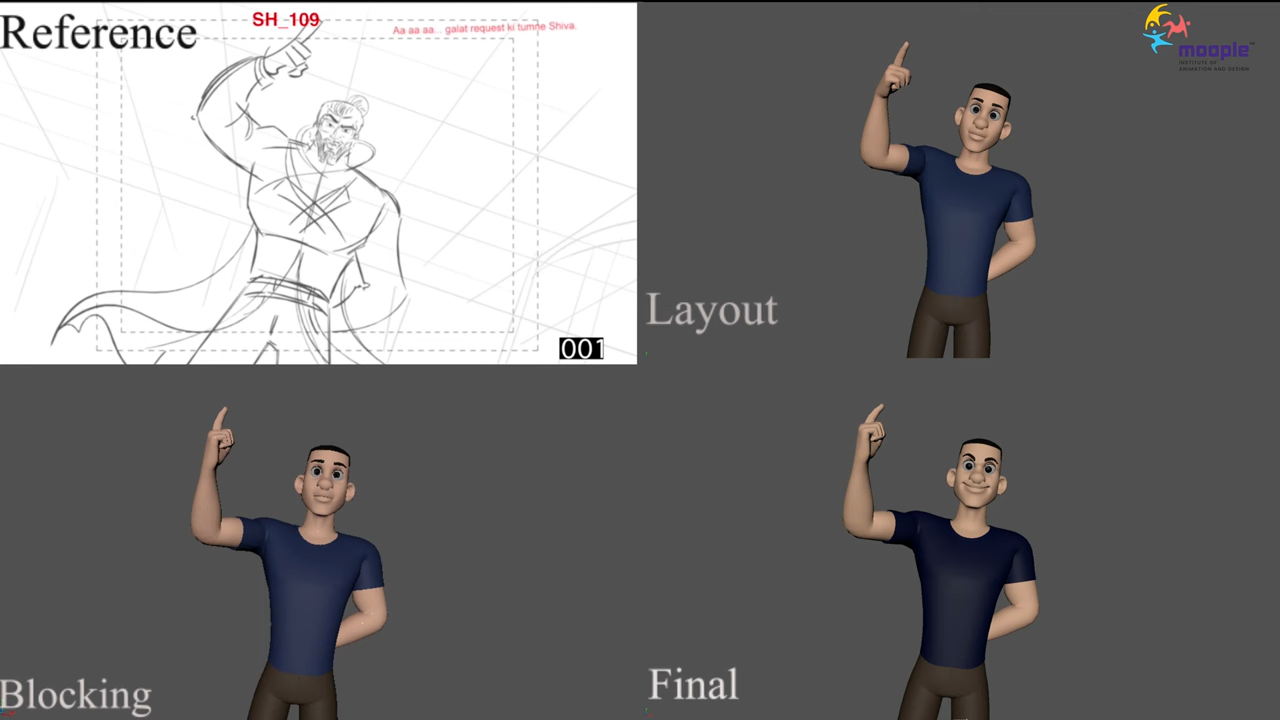 Reference
SH_109
Aa aa aa... galat request ki tumne Shiva.
moople
INSTITUTE OF
ANIMATION AND DESIGN
Layout
001
Blocking
Final